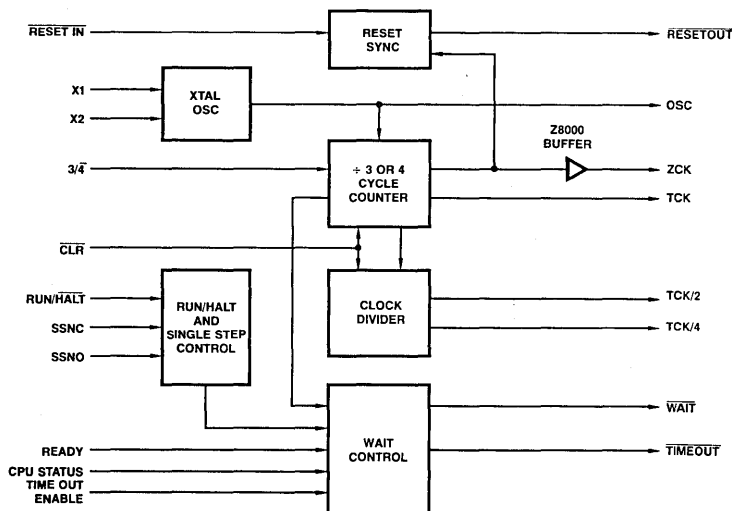 RESET IN
RESET
SYNC
RESETOUT
X1
X2
XTAL
OSC
OSC
Z8000
BUFFER
3/4
÷ 3 OR 4
CYCLE
COUNTER
ZCK
TCK
CLR
RUN/HALT
SSNC
SSNO
RUN/HALT
AND
SINGLE STEP
CONTROL
CLOCK
DIVIDER
TCK/2
TCK/4
WAIT
CONTROL
WAIT
TIMEOUT
READY
CPU STATUS
TIME OUT
ENABLE